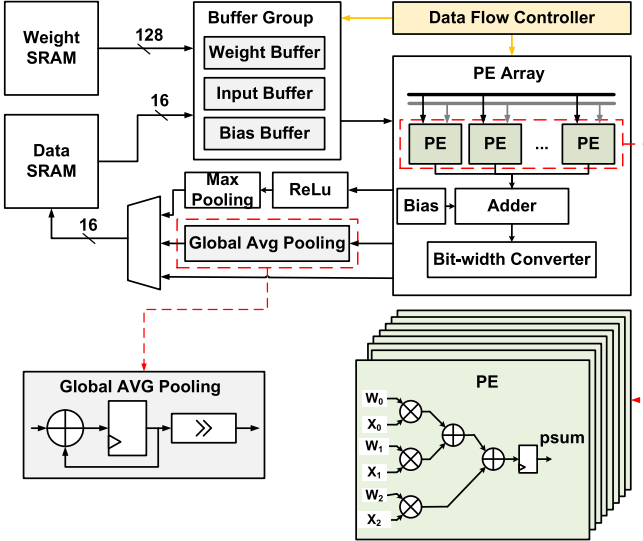 Weight
SRAM
128
Buffer Group
Weight Buffer
Input Buffer
Bias Buffer
Data Flow Controller
PE Array
PE
PE
...
PE
Data
SRAM
16
Max
Pooling
ReLu
Bias
Adder
16
Global Avg Pooling
Bit-width Converter
Global AVG Pooling
>>
PE
W0
X0
W1
X1
W2
X2
psum